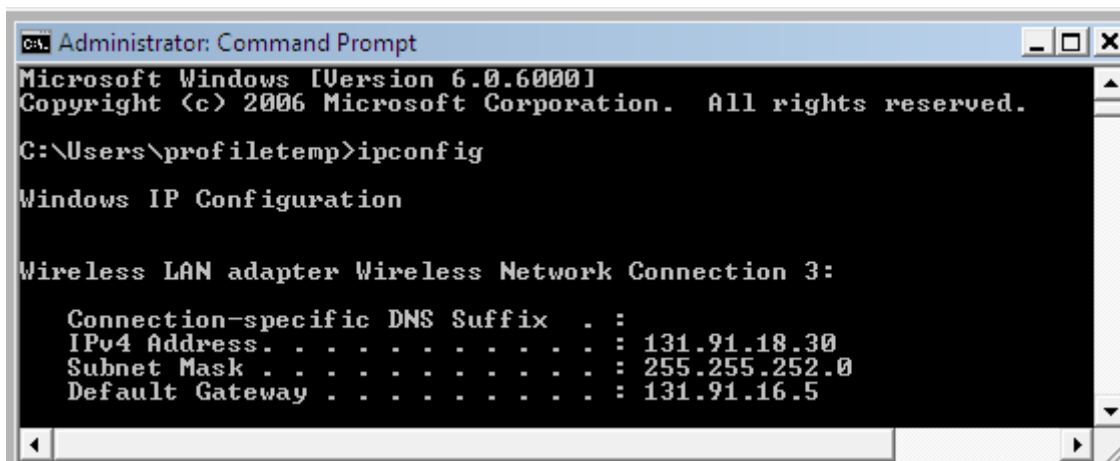 Administrator: Command Prompt
Microsoft Windows [Version 6.0.6000]
Copyright (c) 2006 Microsoft Corporation.  All rights reserved.
C:\Users\profiletemp>ipconfig
Windows IP Configuration
Wireless LAN adapter Wireless Network Connection 3:
Connection-specific DNS Suffix  . :
IPv4 Address. . . . . . . . . . . : 131.91.18.30
Subnet Mask . . . . . . . . . . . : 255.255.252.0
Default Gateway . . . . . . . . . : 131.91.16.5